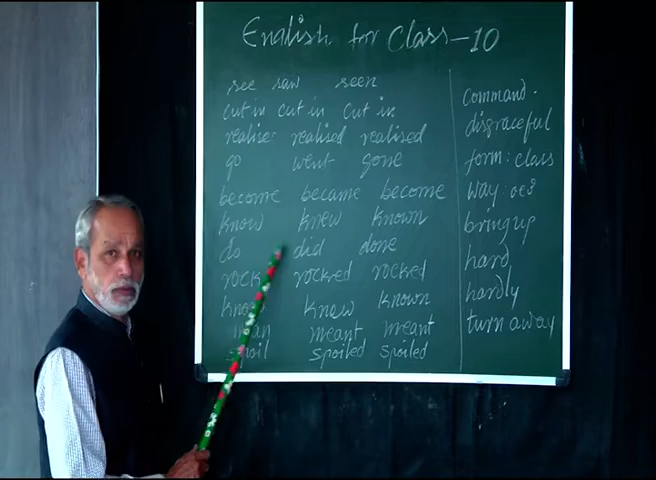 English for Class-10
see saw seen
cut in cut in cut in
realise: realised realised
go went gone
become became become
know knew known
do did done
rock rocked rocked
knew known
meant meant
spoiled spoiled
command.
disgraceful
form: class
way
bring up
hard
hardly
turn away